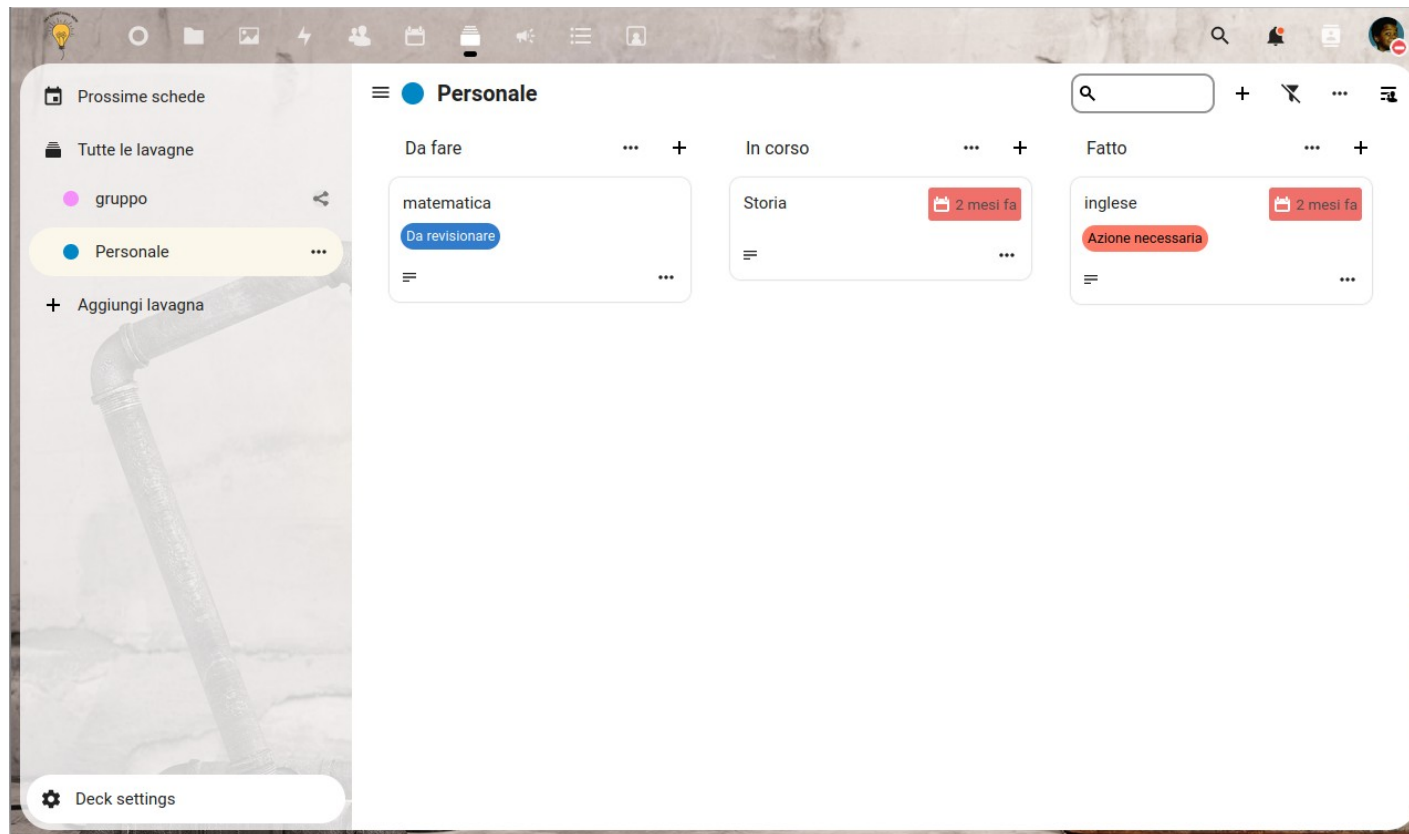 Prossime schede
Tutte le lavagne
gruppo
Personale
Aggiungi lavagna
Deck settings
Personale
Da fare
matematica
Da revisionare
In corso
Storia
2 mesi fa
Fatto
inglese
2 mesi fa
Azione necessaria